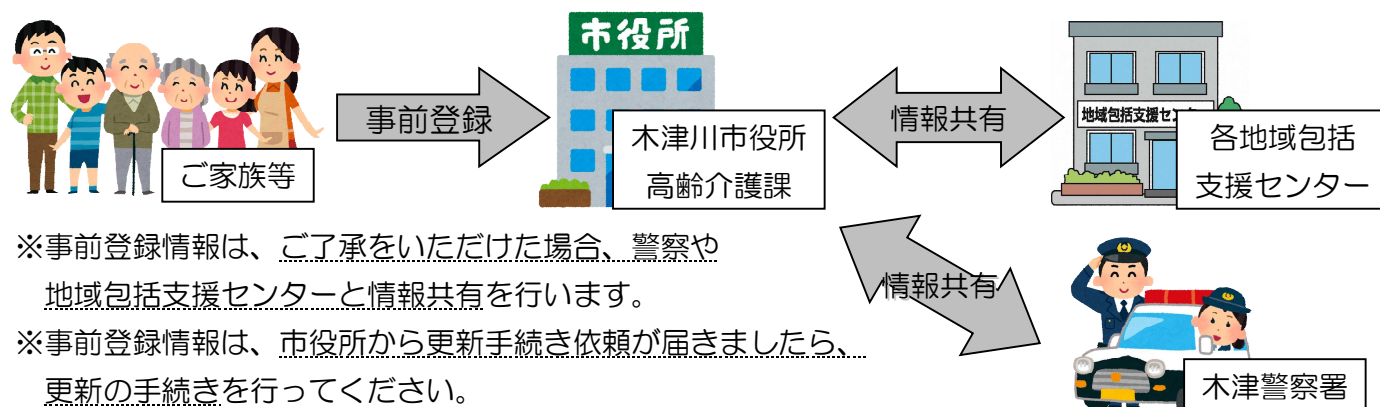 市役所
事前登録
情報共有
地域包括支援セン
ご家族等
木津川市役所
高齢介護課
各地域包括
支援センター
※事前登録情報は、ご了承をいただけた場合、警察や
地域包括支援センターと情報共有を行います。
※事前登録情報は、市役所から更新手続き依頼が届きましたら、
更新の手続きを行ってください。
情報共有
木津警察署